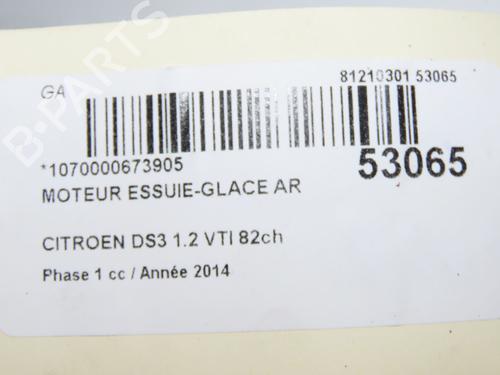 GA
81210301 53065
*1070000673905
53065
MOTEUR ESSUIE-GLACE AR
CITROEN DS3 1.2 VTI 82ch
Phase 1 cc / Année 2014
B-PARTS